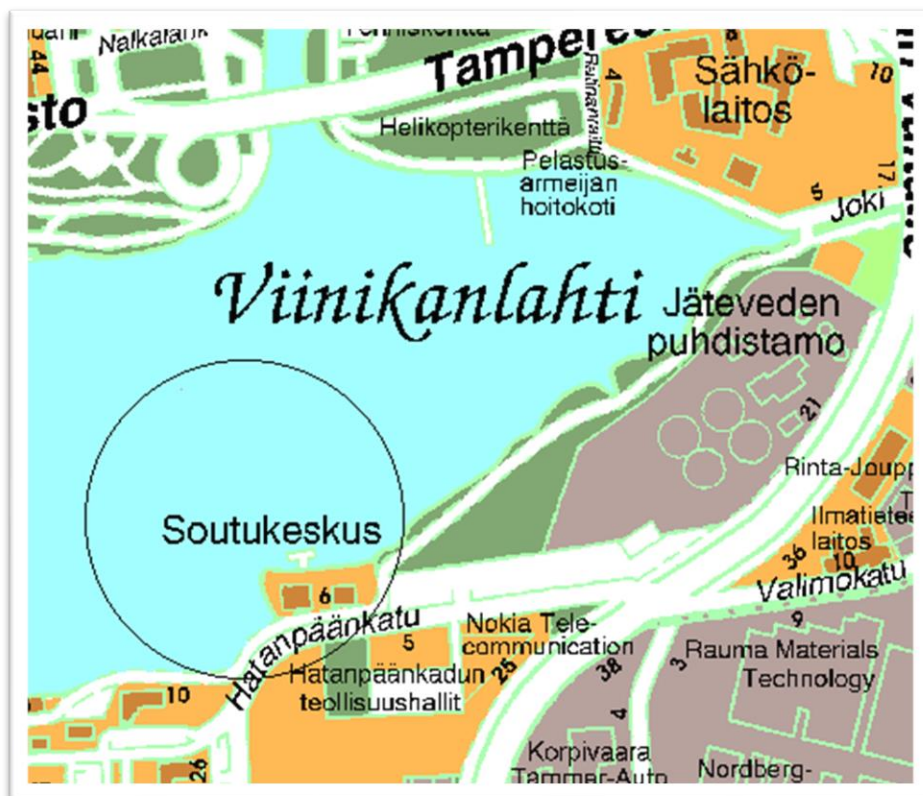 44
Tampere
Sähkö-
laitos
4
10
sto
Helikopterikenttä
Pelastus-
armeijan
hoitokoti
17
5
Joki
Viinikanlahti
Jäteveden
puhdistamo
21
Rinta-Joupp
Soutukeskus
Ilmatietee
laitos
36
10
Valimokatu
6
Hatanpäänkatu
5
Nokia Tele-
communication
9
Hatanpäänkadun
teollisuushallit
25
38
3
Rauma Materials
Technology
10
4
26
Korpivaara
Tammer-Auto
Nordberg-